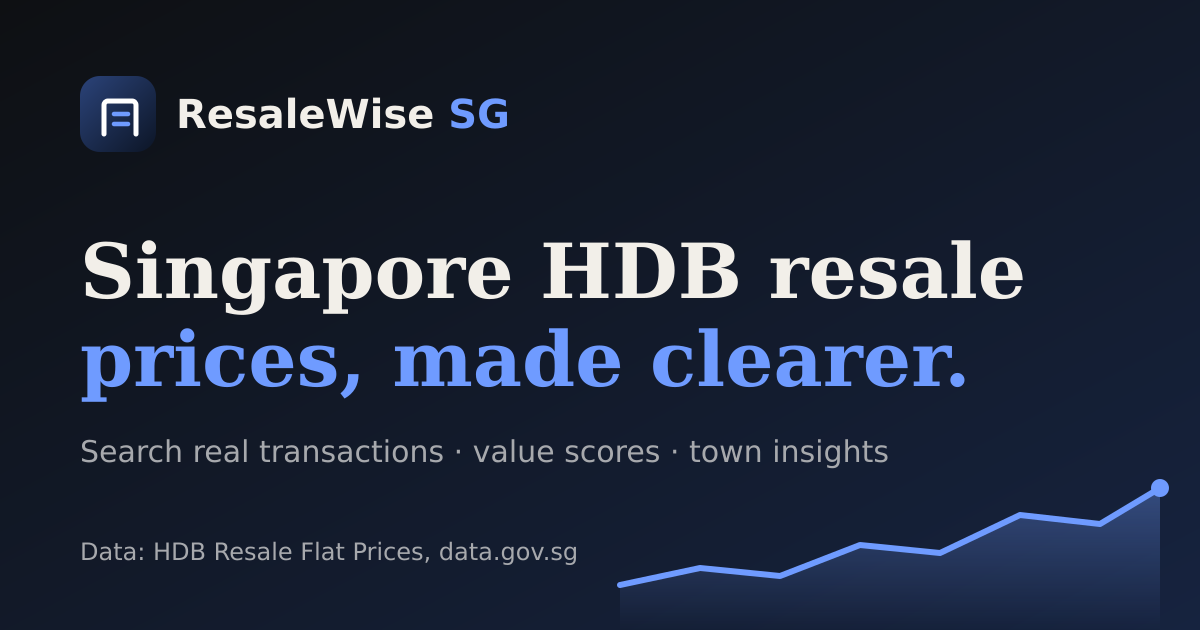 ResaleWise SG
Singapore HDB resale
prices, made clearer.
Search real transactions · value scores · town insights
Data: HDB Resale Flat Prices, data.gov.sg